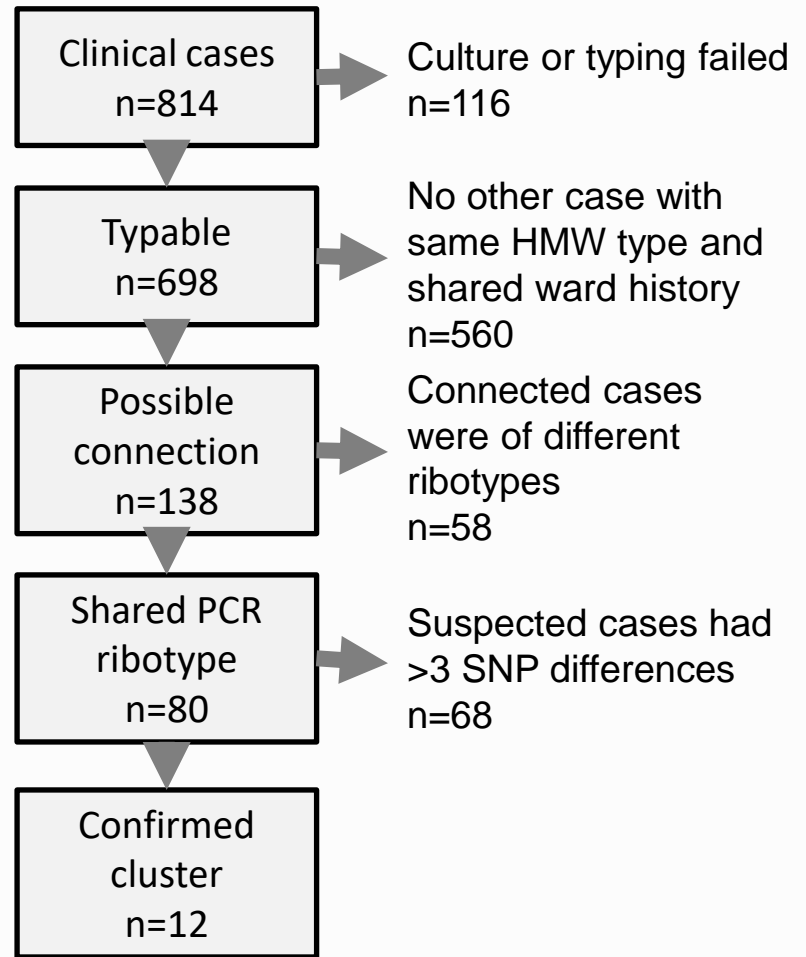 Clinical cases
n=814
Culture or typing failed
n=116
Typable
n=698
No other case with
same HMW type and
shared ward history
n=560
Possible
connection
n=138
Connected cases
were of different
ribotypes
n=58
Shared PCR
ribotype
n=80
Suspected cases had
>3 SNP differences
n=68
Confirmed
cluster
n=12